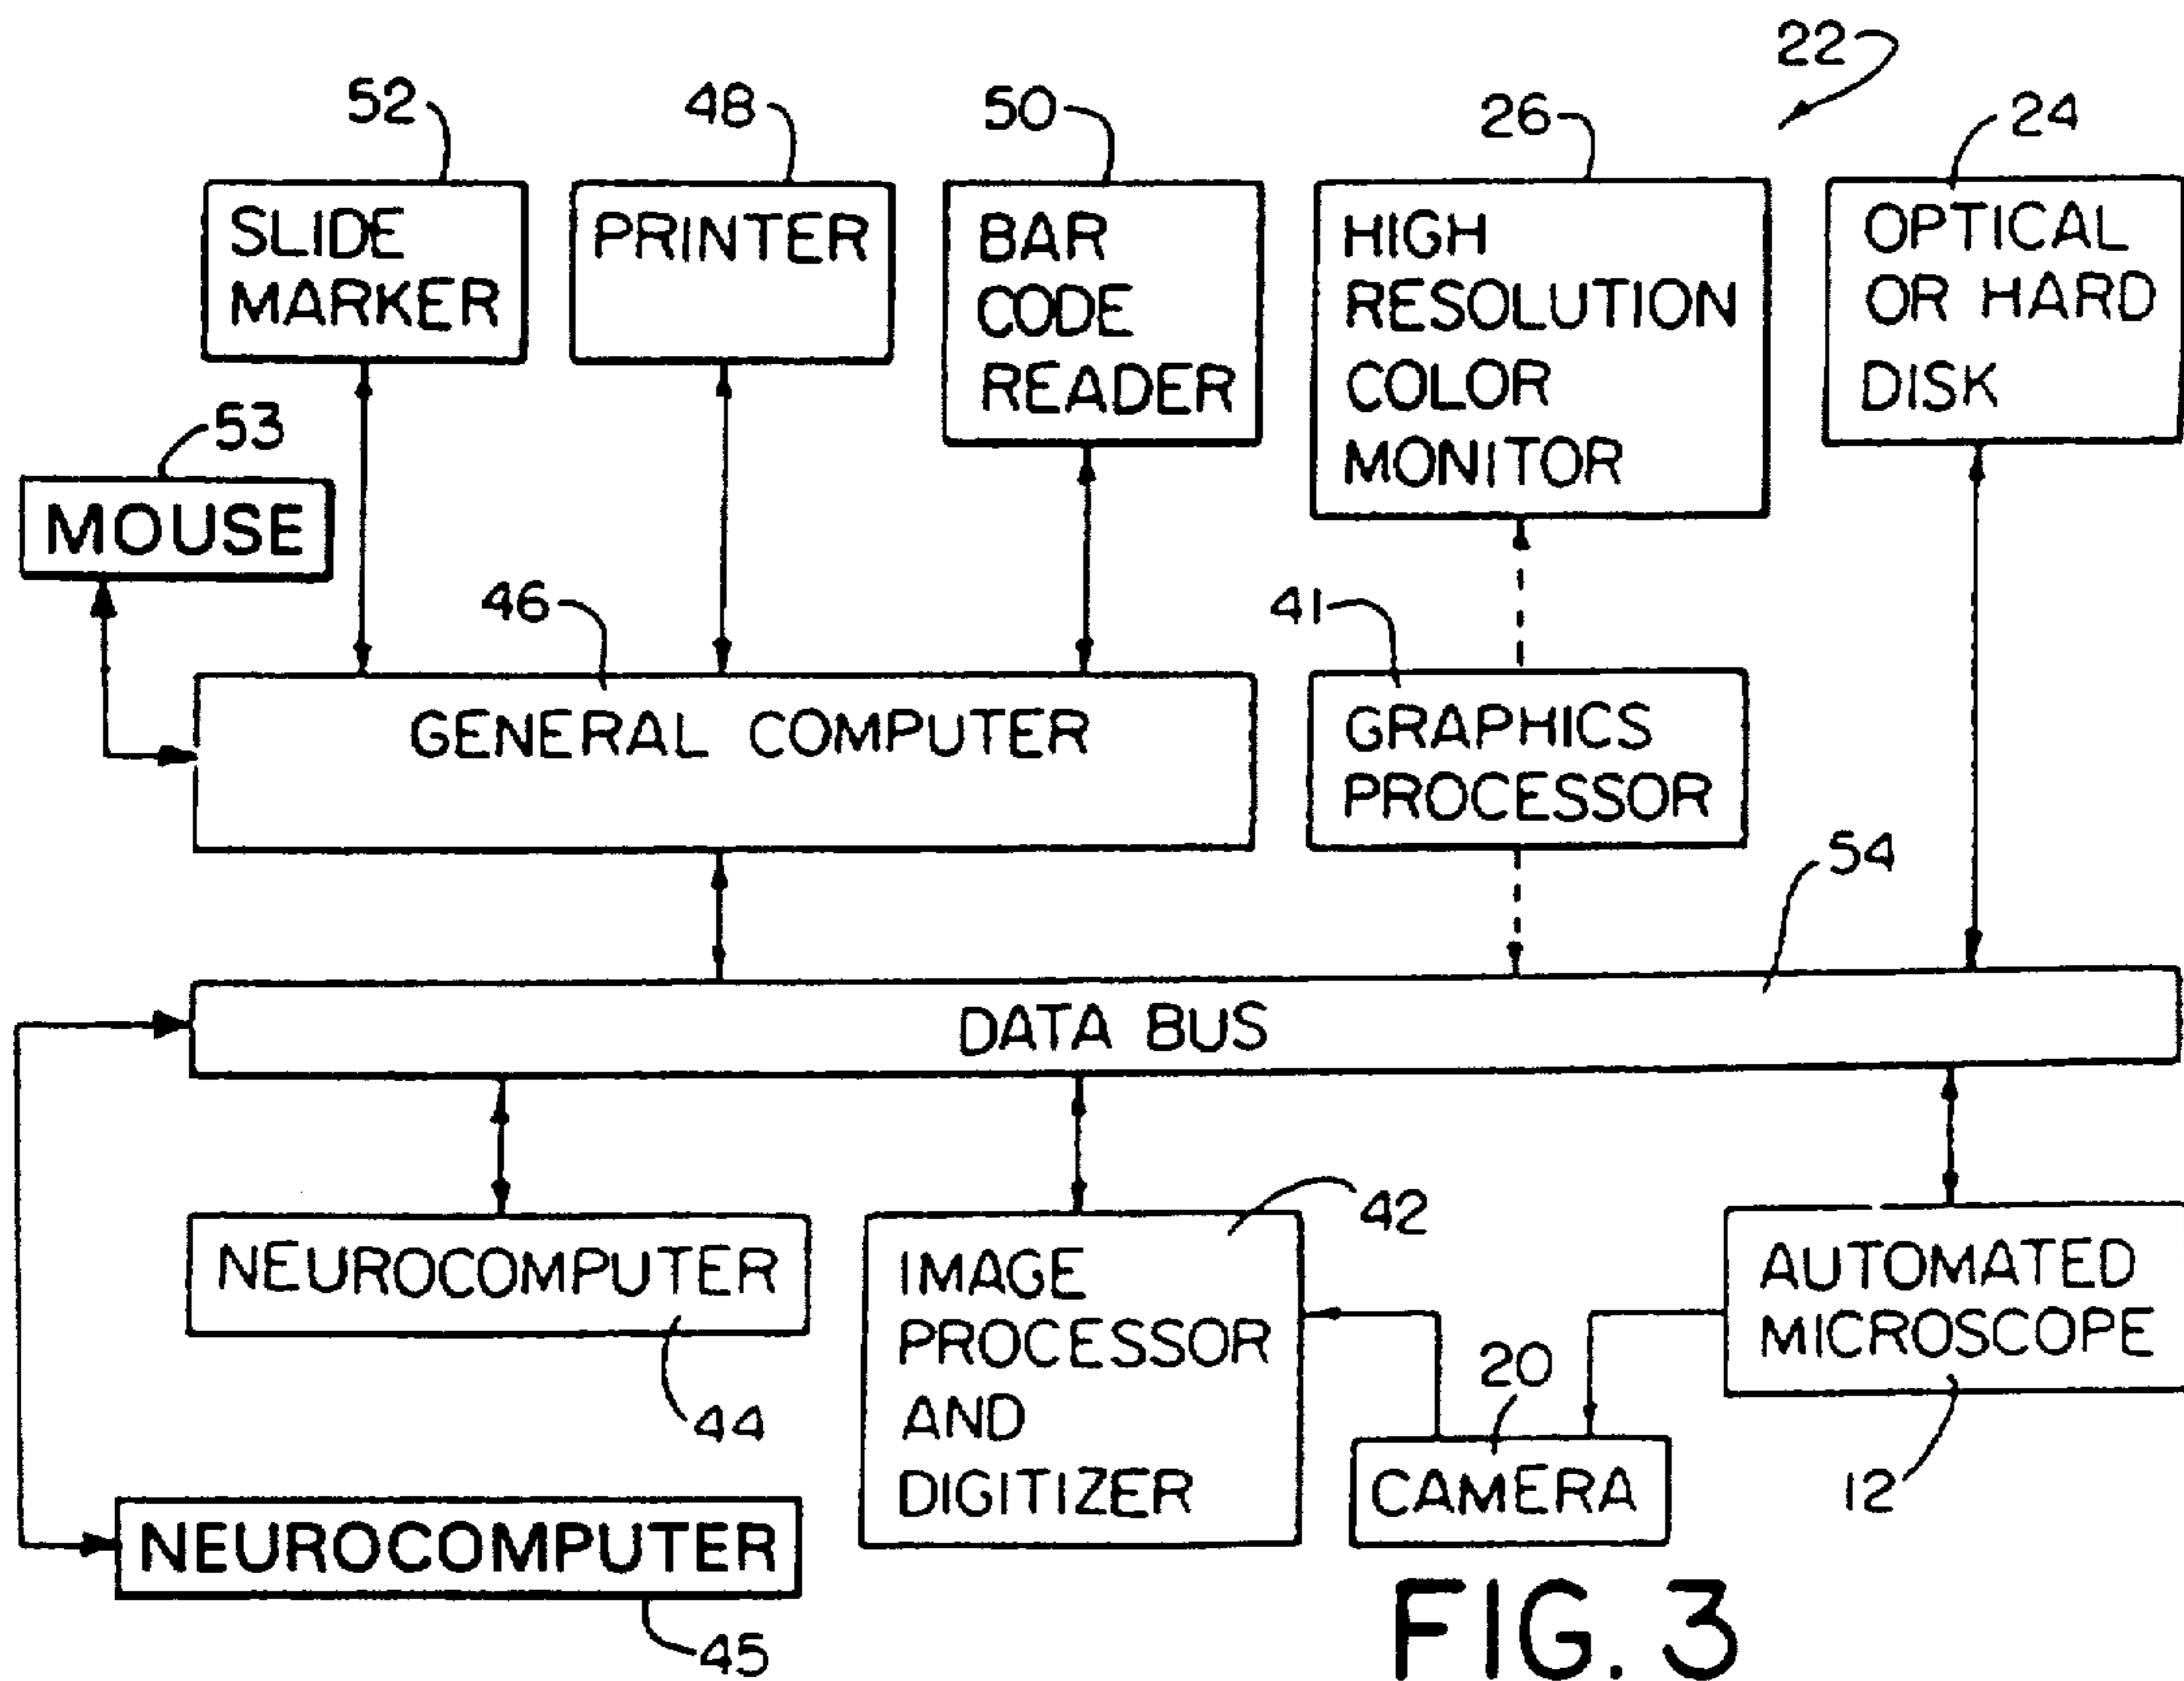 22
52
48
50
26
24
SLIDE
MARKER
PRINTER
BAR
CODE
READER
HIGH
RESOLUTION
COLOR
MONITOR
OPTICAL
OR HARD
DISK
53
MOUSE
46
41
GENERAL COMPUTER
GRAPHICS
PROCESSOR
54
DATA BUS
42
NEUROCOMPUTER
44
IMAGE
PROCESSOR
AND
DIGITIZER
20
CAMERA
AUTOMATED
MICROSCOPE
12
NEUROCOMPUTER
45
FIG. 3